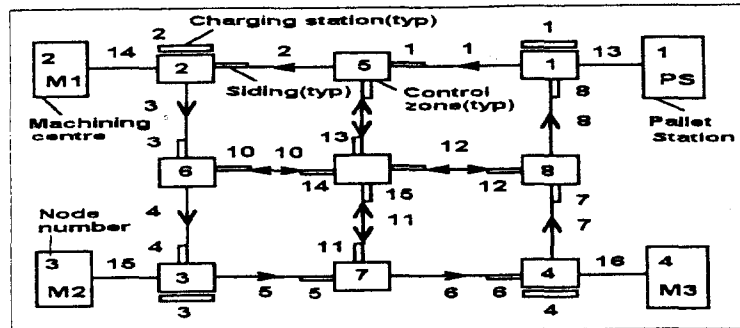 Charging station(typ)
2 1
2 M1 14 2 2 1 5 1 1 13 1 PS
Siding(typ) Control zone(typ) 8
Machining centre
3 8 Pallet Station
3 10 10 13 12
6 14 12 8
Node number 4 15 7
11 7
4 11
3 M2 15 3 5 5 7 6 6 4 16 4 M3
3 4